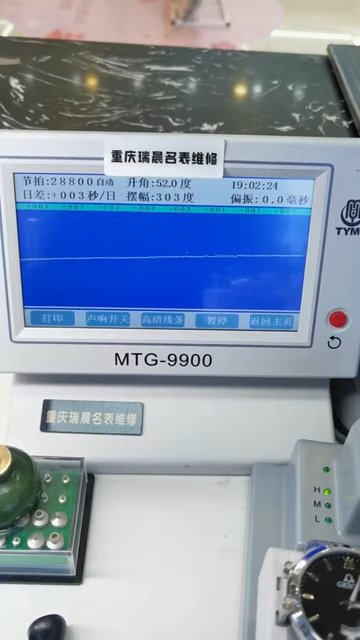 重庆瑞晨名表维修
节拍:28800自动 升角:52.0 度 19:02:24
日差:+003秒/日 摆幅:303度 偏振:0.0毫秒
TYM
打印 声响开关 高清线条 暂停 返回主页
MTG-9900
重庆瑞晨名表维修
H
M
L